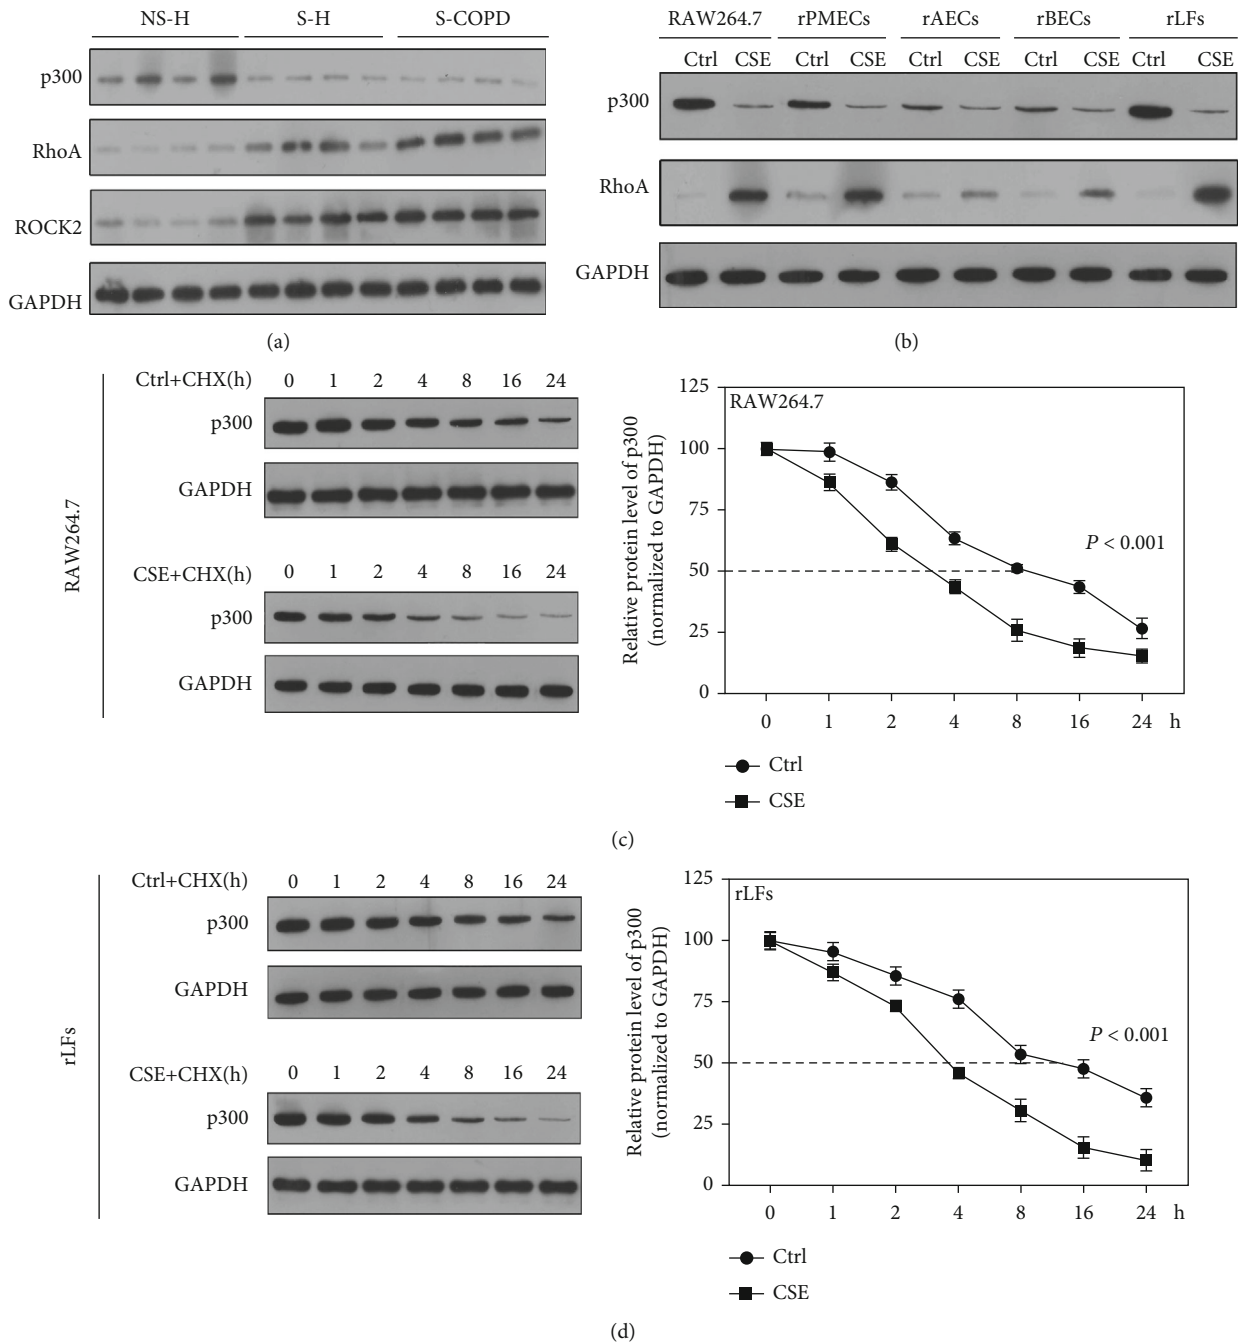 NS-H S-H S-COPD
p300
RhoA
ROCK2
GAPDH
(a)
RAW264.7 rPMECs rAECs rBECs rLFs
Ctrl CSE Ctrl CSE Ctrl CSE Ctrl CSE Ctrl CSE
p300
RhoA
GAPDH
(b)
RAW264.7
Ctrl+CHX(h) 0 1 2 4 8 16 24
p300
GAPDH
CSE+CHX(h) 0 1 2 4 8 16 24
p300
GAPDH
Relative protein level of p300
(normalized to GAPDH)
125
100
75
50
25
0
RAW264.7
P < 0.001
0 1 2 4 8 16 24 h
Ctrl
CSE
(c)
rLFs
Ctrl+CHX(h) 0 1 2 4 8 16 24
p300
GAPDH
CSE+CHX(h) 0 1 2 4 8 16 24
p300
GAPDH
Relative protein level of p300
(normalized to GAPDH)
125
100
75
50
25
0
rLFs
P < 0.001
0 1 2 4 8 16 24 h
Ctrl
CSE
(d)